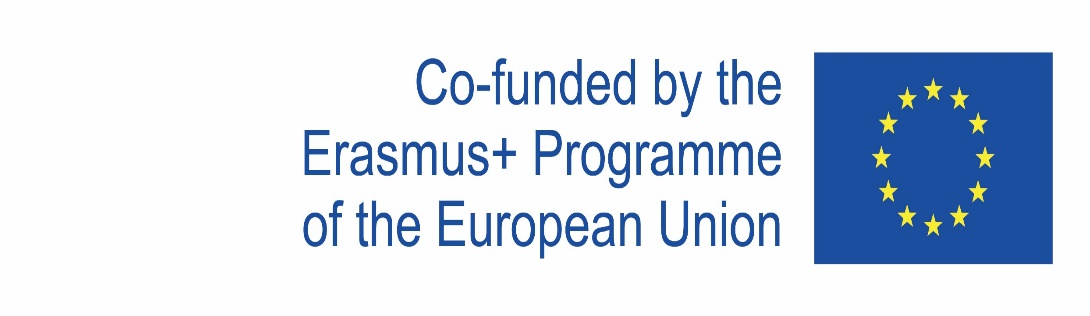 Co-funded by the
Erasmus+ Programme
of the European Union